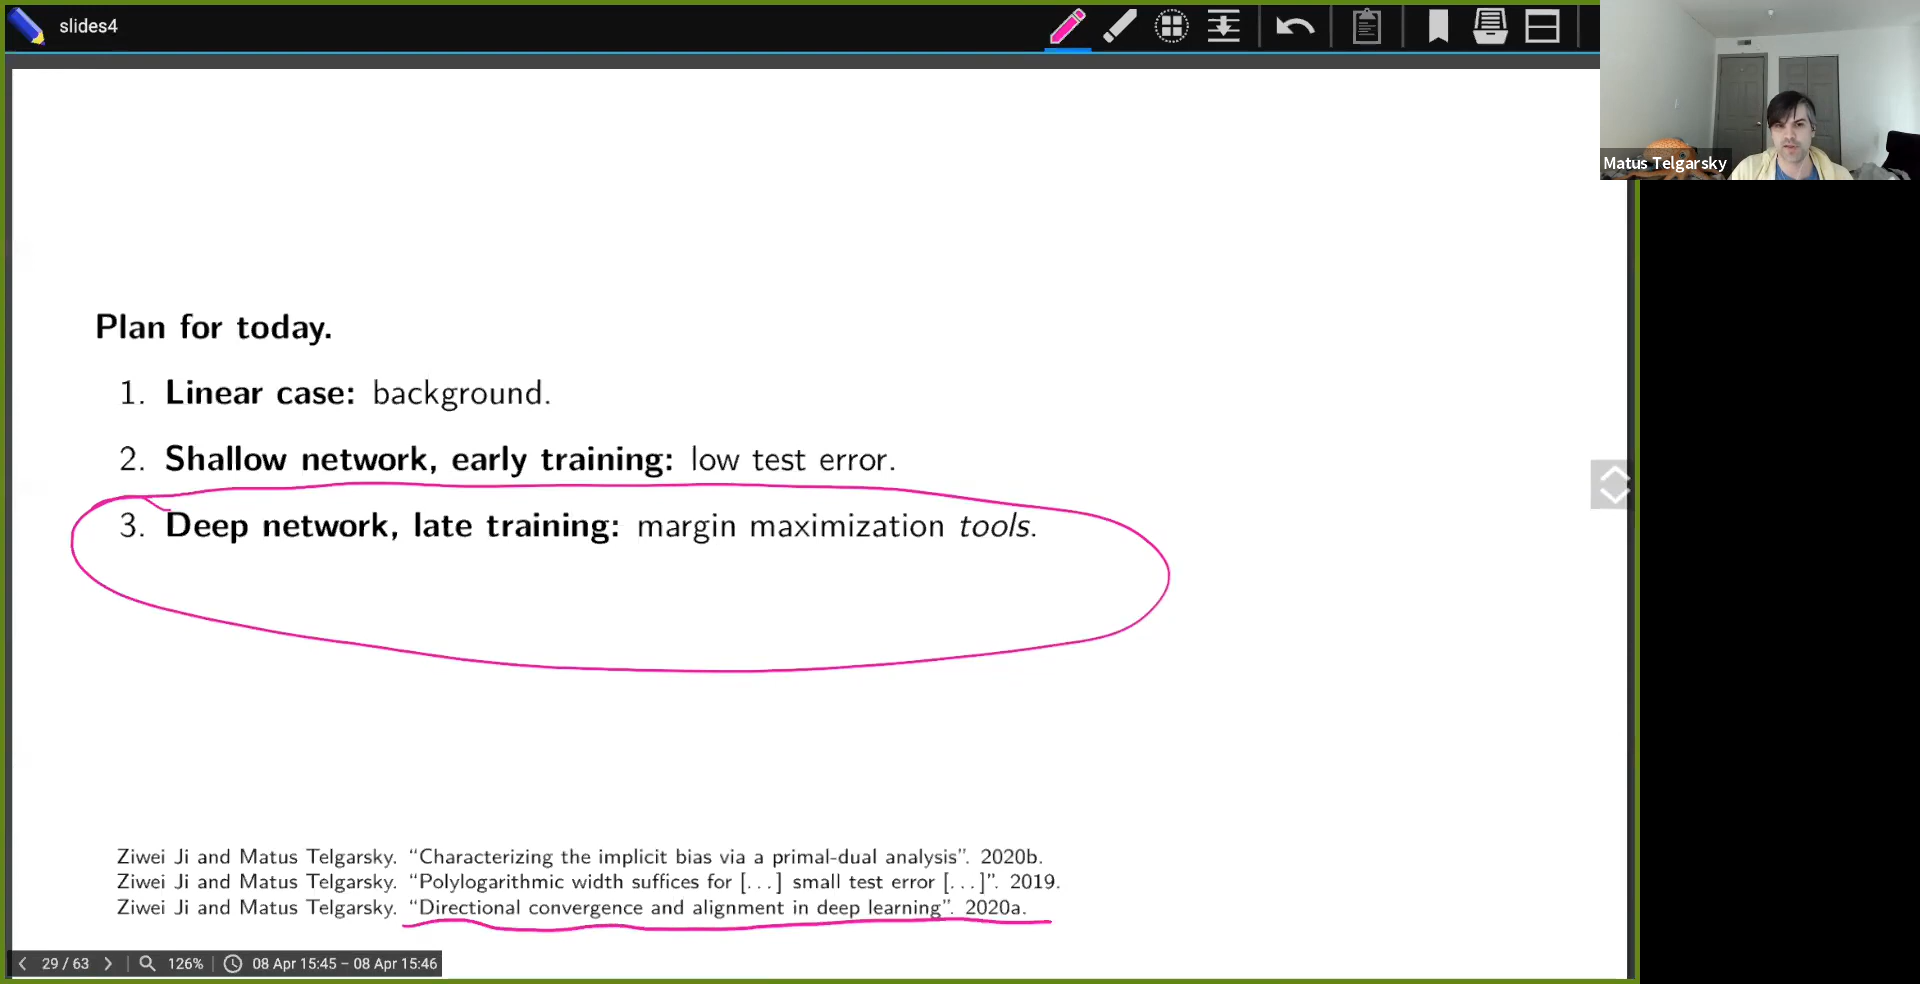 slides4
Matus Telgarsky
Plan for today.
1. Linear case: background.
2. Shallow network, early training: low test error.
3. Deep network, late training: margin maximization tools.
Ziwei Ji and Matus Telgarsky. “Characterizing the implicit bias via a primal-dual analysis”. 2020b.
Ziwei Ji and Matus Telgarsky. “Polylogarithmic width suffices for [...] small test error [...]”. 2019.
Ziwei Ji and Matus Telgarsky. “Directional convergence and alignment in deep learning”. 2020a.
29 / 63 126% 08 Apr 15:45 – 08 Apr 15:46